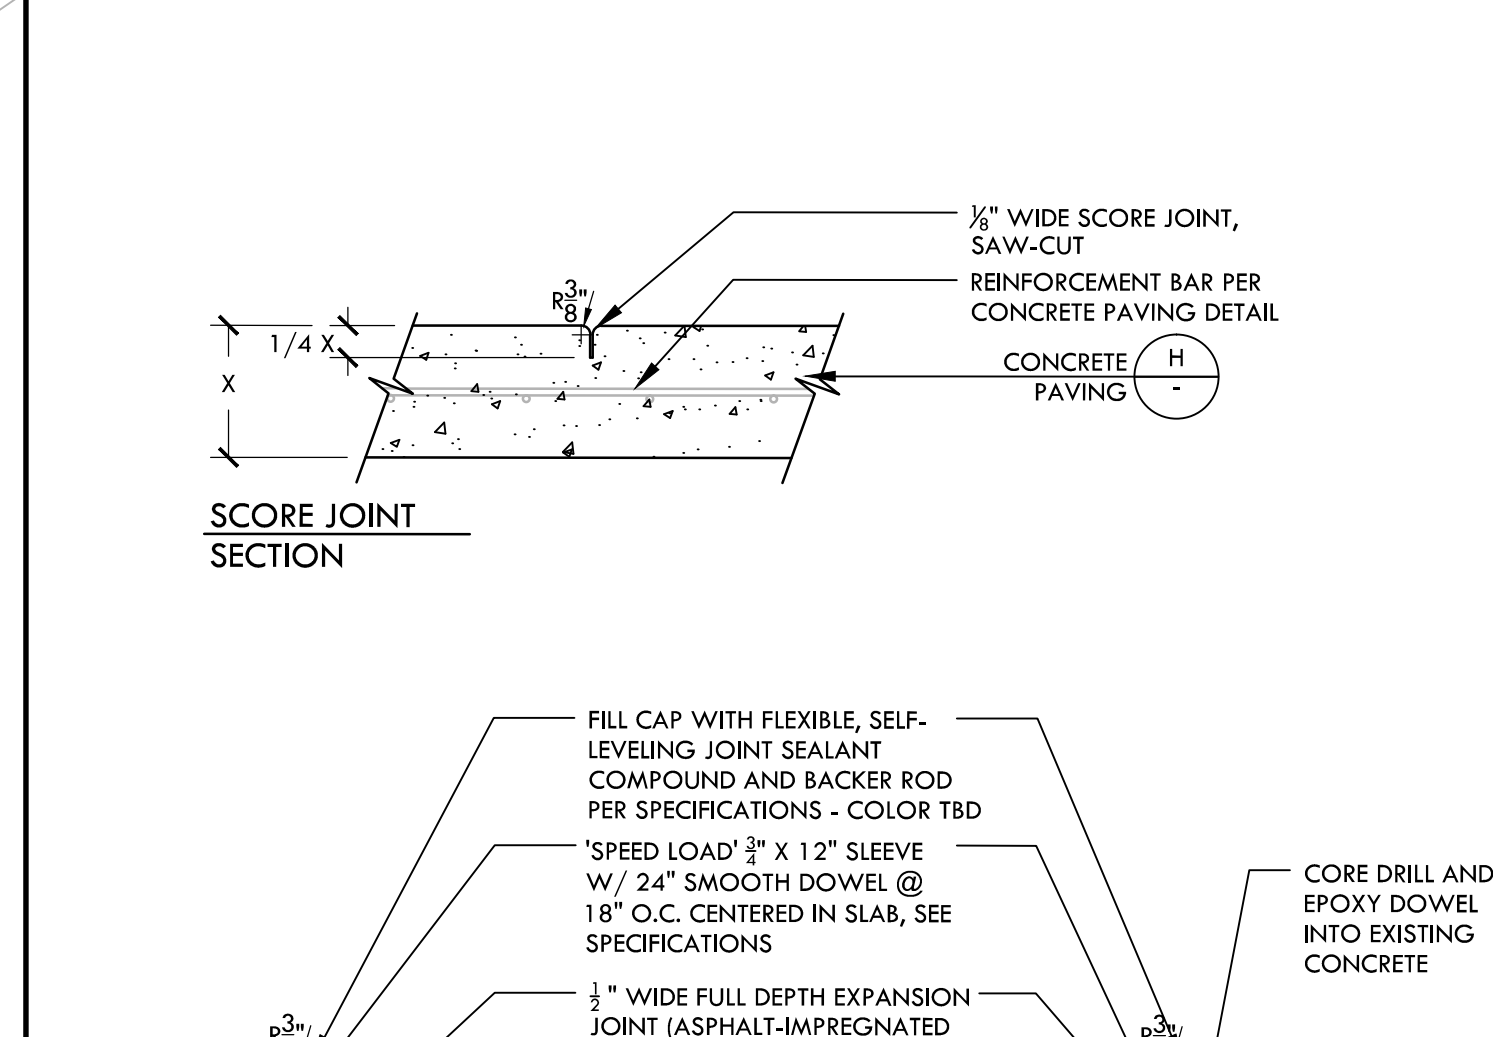 ⅛" WIDE SCORE JOINT,
SAW-CUT
REINFORCEMENT BAR PER
CONCRETE PAVING DETAIL
CONCRETE
PAVING
H
-
R3/8"
1/4 X
X
SCORE JOINT
SECTION
FILL CAP WITH FLEXIBLE, SELF-
LEVELING JOINT SEALANT
COMPOUND AND BACKER ROD
PER SPECIFICATIONS - COLOR TBD
'SPEED LOAD' ¾" X 12" SLEEVE
W/ 24" SMOOTH DOWEL @
18" O.C. CENTERED IN SLAB, SEE
SPECIFICATIONS
½ " WIDE FULL DEPTH EXPANSION
JOINT (ASPHALT-IMPREGNATED
CORE DRILL AND
EPOXY DOWEL
INTO EXISTING
CONCRETE